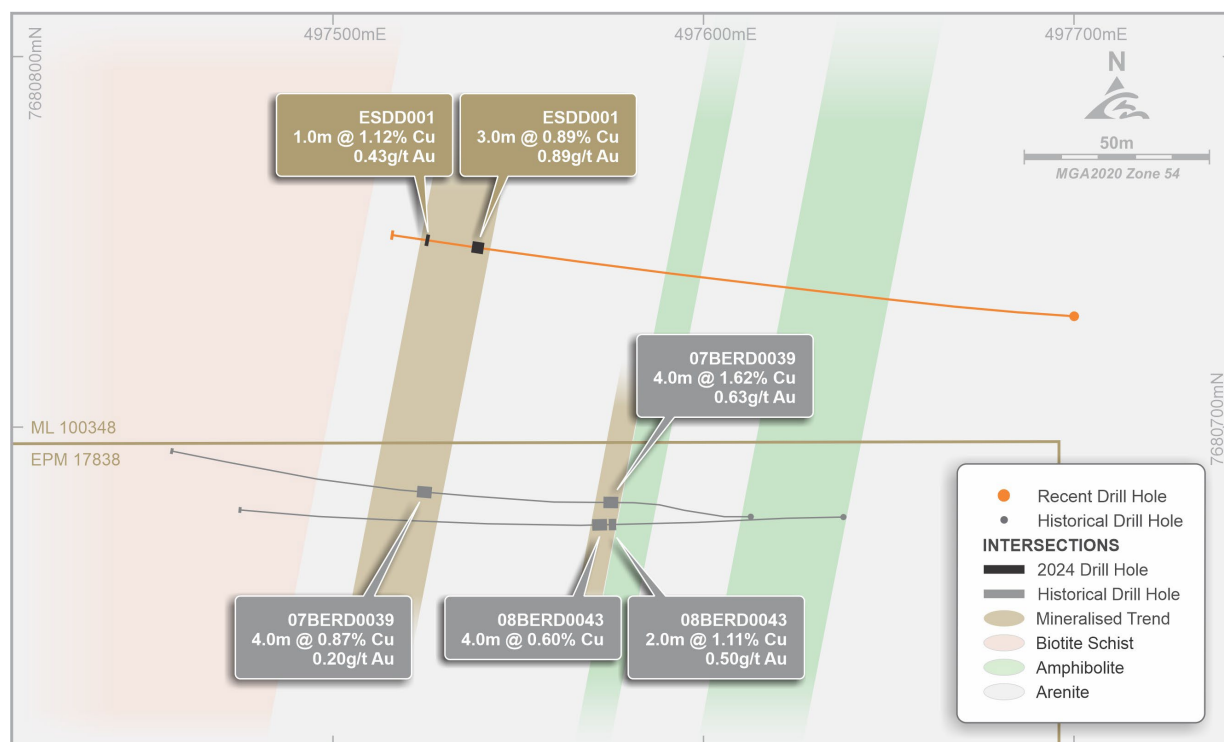 497500mE
497600mE
497700mE
7680800mN
N
50m
MGA2020 Zone 54
ESDD001
1.0m @ 1.12% Cu
0.43g/t Au
ESDD001
3.0m @ 0.89% Cu
0.89g/t Au
07BERD0039
4.0m @ 1.62% Cu
0.63g/t Au
7680700mN
ML 100348
EPM 17838
07BERD0039
4.0m @ 0.87% Cu
0.20g/t Au
08BERD0043
4.0m @ 0.60% Cu
08BERD0043
2.0m @ 1.11% Cu
0.50g/t Au
Recent Drill Hole
Historical Drill Hole
INTERSECTIONS
2024 Drill Hole
Historical Drill Hole
Mineralised Trend
Biotite Schist
Amphibolite
Arenite